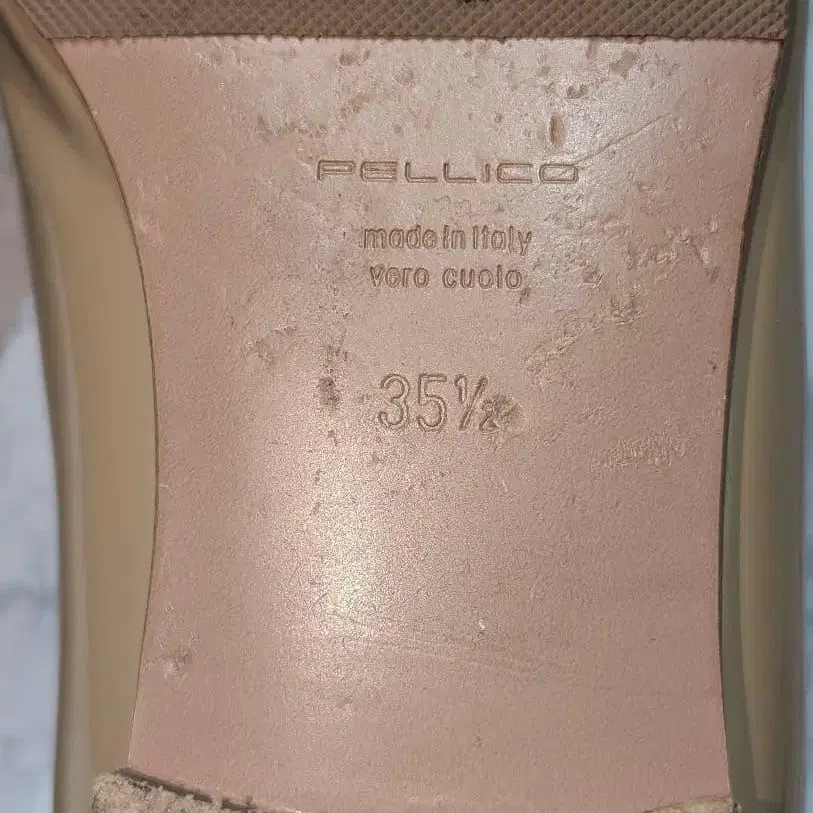 PELLICO
made in Italy
vero cuoio
35½